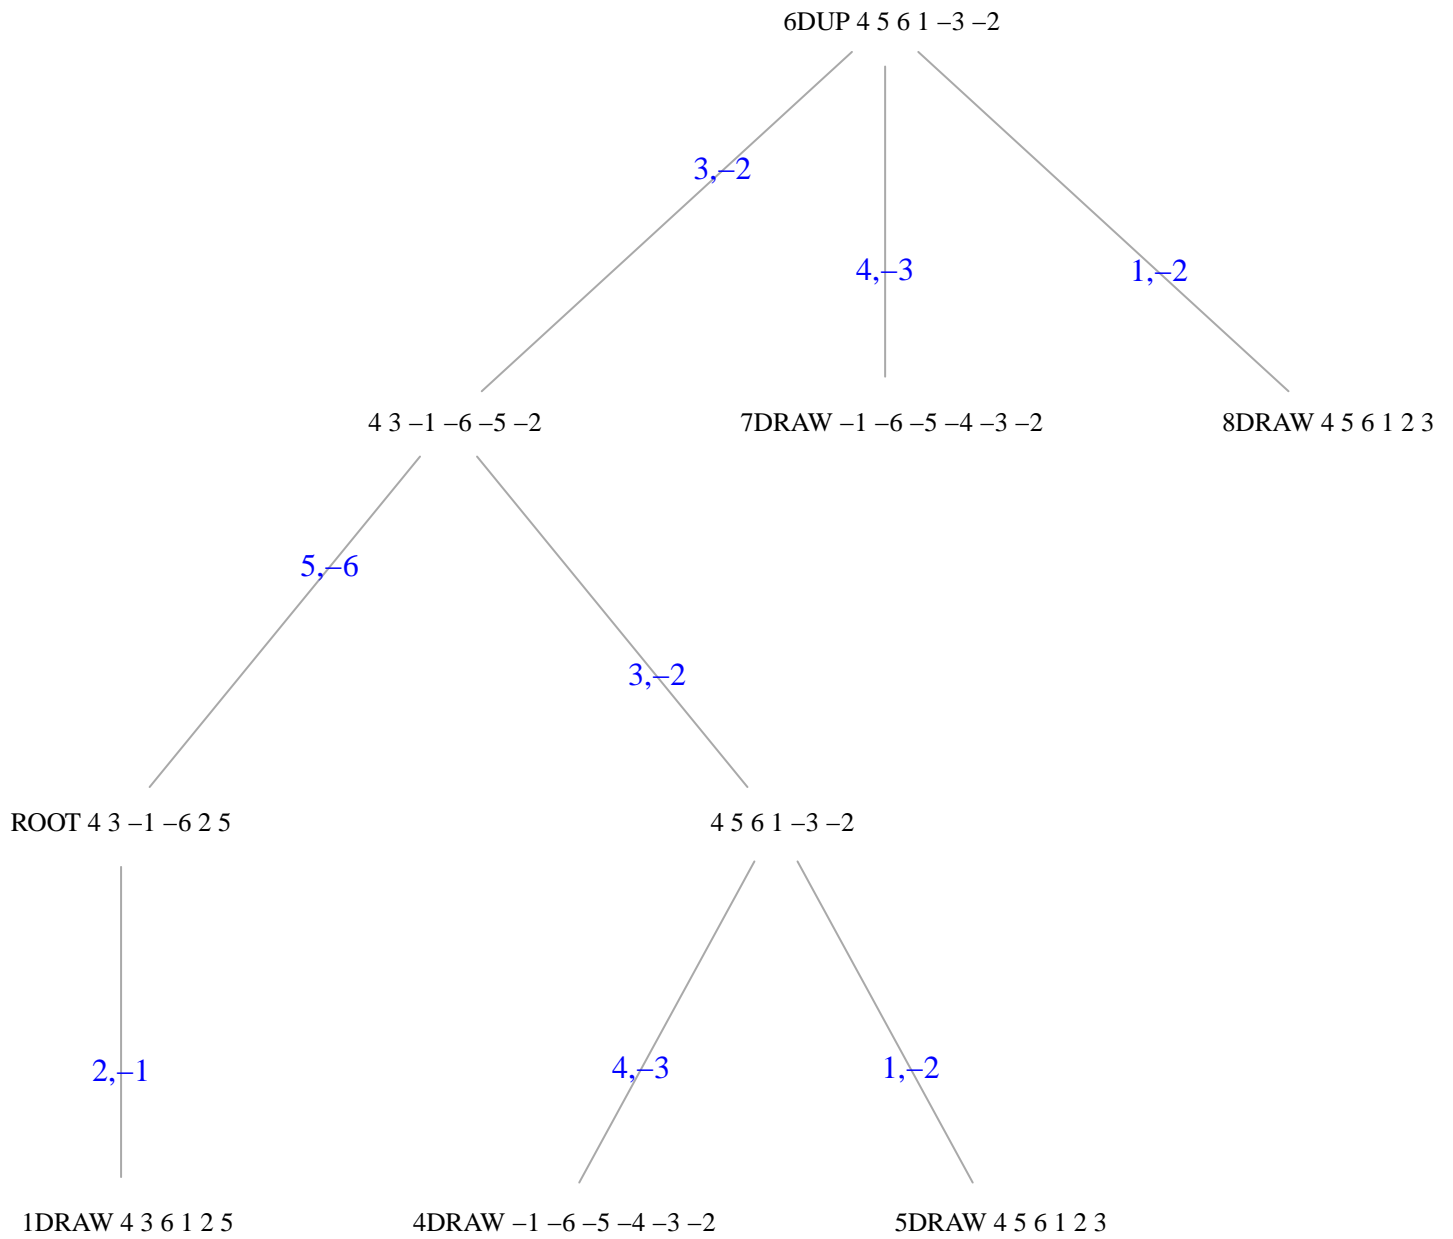 6DUP 4 5 6 1 –3 –2
3,–2
4,–3
1,–2
4 3 –1 –6 –5 –2
7DRAW –1 –6 –5 –4 –3 –2
8DRAW 4 5 6 1 2 3
5,–6
3,–2
ROOT 4 3 –1 –6 2 5
4 5 6 1 –3 –2
2,–1
4,–3
1,–2
1DRAW 4 3 6 1 2 5
4DRAW –1 –6 –5 –4 –3 –2
5DRAW 4 5 6 1 2 3